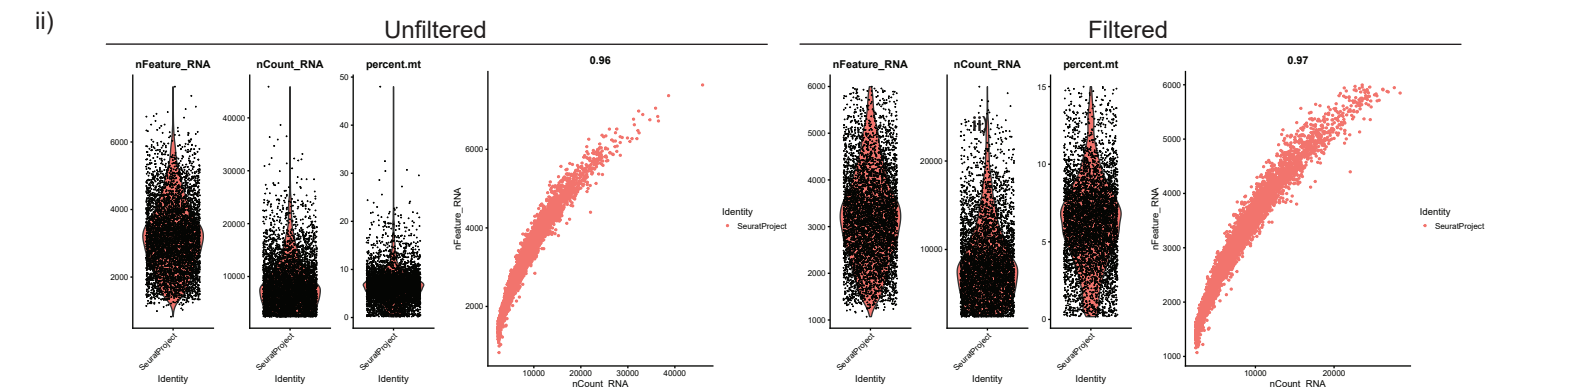 ii)
Unfiltered
nFeature_RNA
6000
4000
2000
SeuratProject
Identity
nCount_RNA
40000
30000
20000
10000
SeuratProject
Identity
percent.mt
50
40
30
20
10
0
SeuratProject
Identity
0.96
nFeature_RNA
6000
4000
2000
10000 20000 30000 40000
nCount_RNA
Identity
SeuratProject
Filtered
nFeature_RNA
6000
5000
4000
3000
2000
1000
SeuratProject
Identity
nCount_RNA
20000
10000
SeuratProject
Identity
percent.mt
15
10
5
0
SeuratProject
Identity
0.97
nFeature_RNA
6000
5000
4000
3000
2000
1000
10000 20000
nCount_RNA
Identity
SeuratProject